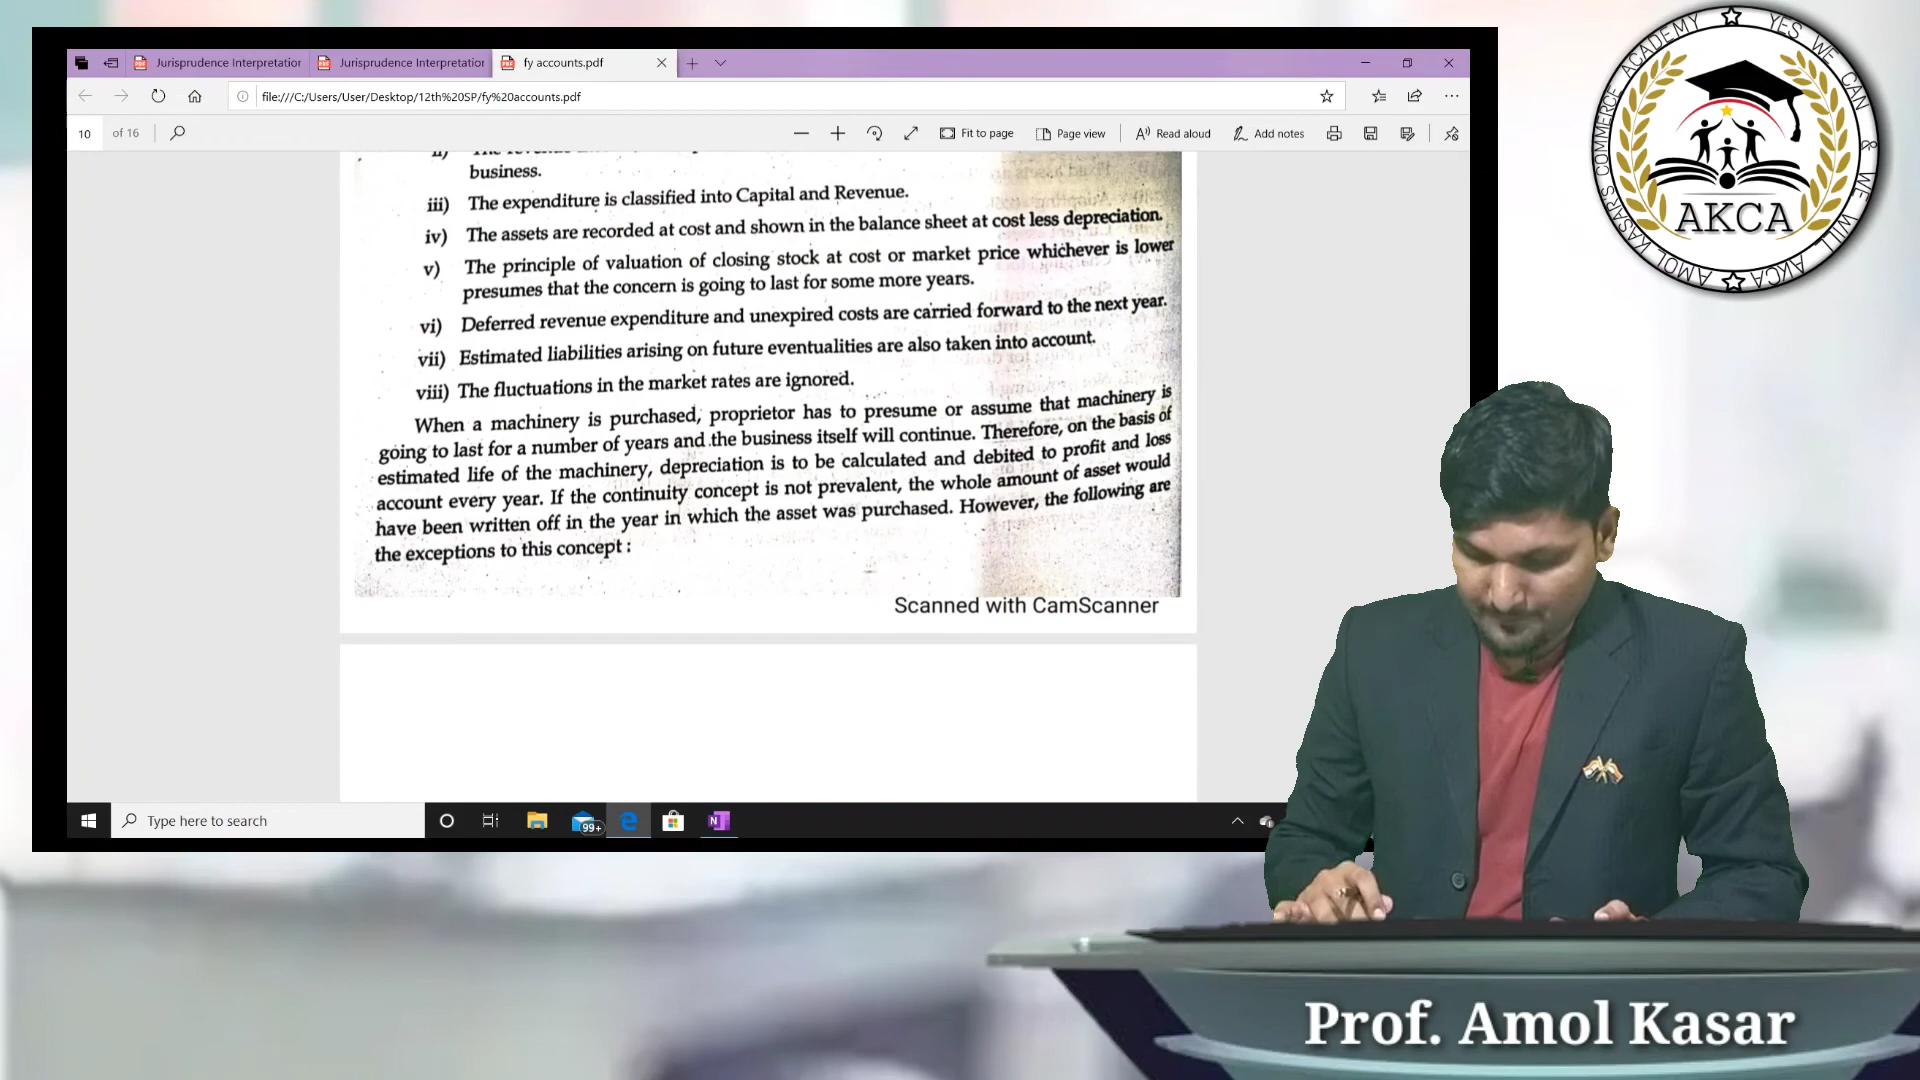 Jurisprudence Interpretation
Jurisprudence Interpretation
fy accounts.pdf
file:///C:/Users/User/Desktop/12th%20SP/fy%20accounts.pdf
10 of 16
Fit to page
Page view
Read aloud
Add notes
ii) The revenue
business.
iii) The expenditure is classified into Capital and Revenue.
iv) The assets are recorded at cost and shown in the balance sheet at cost less depreciation.
v) The principle of valuation of closing stock at cost or market price whichever is lower
presumes that the concern is going to last for some more years.
vi) Deferred revenue expenditure and unexpired costs are carried forward to the next year.
vii) Estimated liabilities arising on future eventualities are also taken into account.
viii) The fluctuations in the market rates are ignored.
When a machinery is purchased, proprietor has to presume or assume that machinery is
going to last for a number of years and the business itself will continue. Therefore, on the basis of
estimated life of the machinery, depreciation is to be calculated and debited to profit and loss
account every year. If the continuity concept is not prevalent, the whole amount of asset would
have been written off in the year in which the asset was purchased. However, the following are
the exceptions to this concept :
Scanned with CamScanner
Type here to search
99+
AMOL KASAR'S COMMERCE ACADEMY
YES WE CAN & WE WILL
AKCA
AKCA
Prof. Amol Kasar